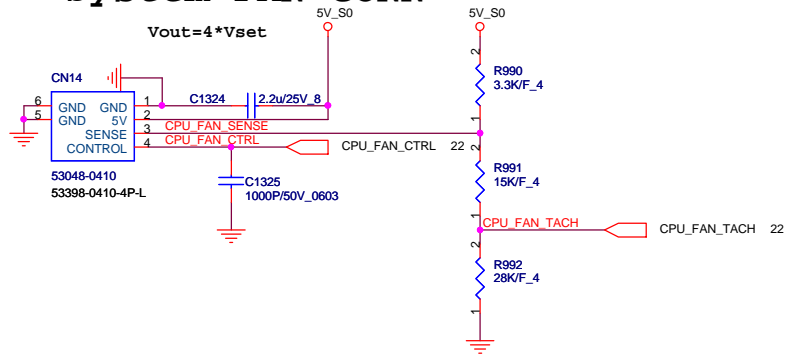 Vout=4*Vset
5V_S0
5V_S0
CN14
2
R990
3.3K/F_4
C1324
2.2u/25V_8
6
GND
GND
1
1
5
GND
5V
2
SENSE
3
CPU_FAN_SENSE
CONTROL
4
CPU_FAN_CTRL
CPU_FAN_CTRL 22
2
R991
15K/F_4
53048-0410
53398-0410-4P-L
C1325
1000P/50V_0603
1
CPU_FAN_TACH
CPU_FAN_TACH 22
2
R992
28K/F_4
1